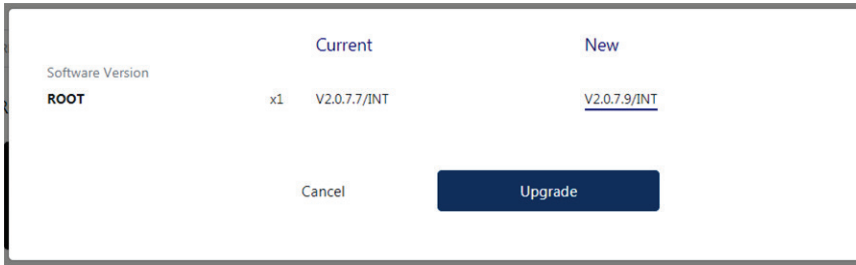 Current New
Software Version
ROOT x1 V2.0.7.7/INT V2.0.7.9/INT
Cancel Upgrade